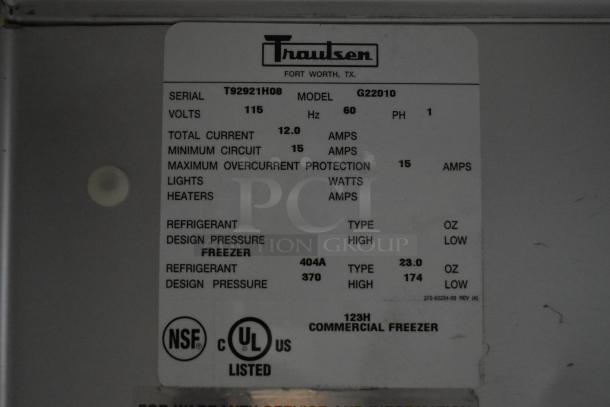 Traulsen
FORT WORTH, TX.
SERIAL T92921H08 MODEL G22010
VOLTS 115 Hz 60 PH 1
TOTAL CURRENT 12.0 AMPS
MINIMUM CIRCUIT 15 AMPS
MAXIMUM OVERCURRENT PROTECTION 15 AMPS
LIGHTS WATTS
HEATERS AMPS
PCI
AUCTION GROUP
REFRIGERANT TYPE OZ
DESIGN PRESSURE HIGH LOW
FREEZER
REFRIGERANT 404A TYPE 23.0 OZ
DESIGN PRESSURE 370 HIGH 174 LOW
123H
COMMERCIAL FREEZER
NSF®
C UL US
LISTED